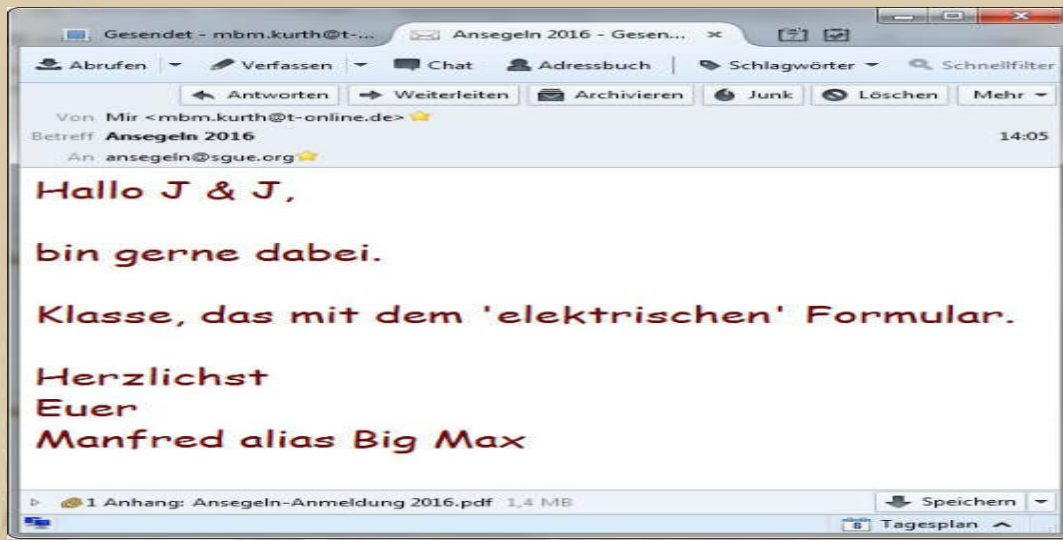 Gesendet - mbm.kurth@t-... Ansegeln 2016 - Gesen... ×
Abrufen Verfassen Chat Adressbuch Schlagwörter Schnellfilter
Antworten Weiterleiten Archivieren Junk Löschen Mehr
Von Mir <mbm.kurth@t-online.de>
Betreff Ansegeln 2016 14:05
An ansegeln@sgue.org
Hallo J & J,
bin gerne dabei.
Klasse, das mit dem 'elektrischen' Formular.
Herzlichst
Euer
Manfred alias Big Max
1 Anhang: Ansegeln-Anmeldung 2016.pdf 1,4 MB Speichern
8 Tagesplan